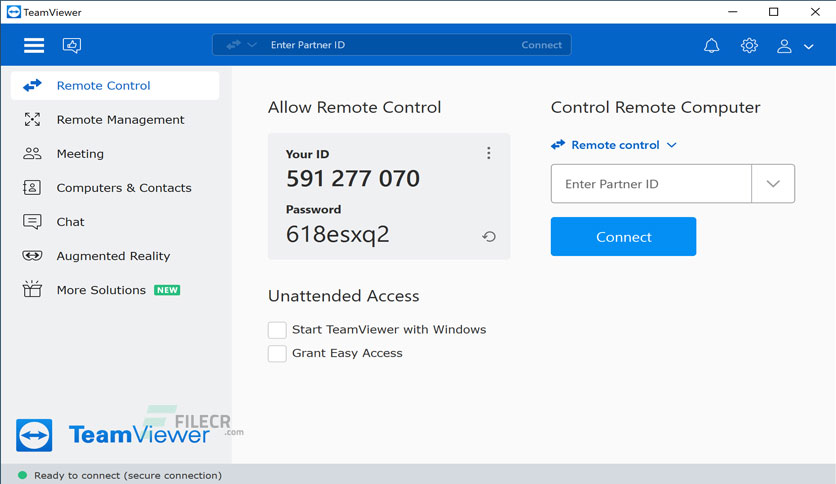 TeamViewer
Enter Partner ID
Connect
Remote Control
Remote Management
Meeting
Computers & Contacts
Chat
Augmented Reality
More Solutions NEW
Allow Remote Control
Your ID
591 277 070
Password
618esxq2
Unattended Access
Start TeamViewer with Windows
Grant Easy Access
Control Remote Computer
Remote control
Enter Partner ID
Connect
FILECR
.com
TeamViewer
Ready to connect (secure connection)